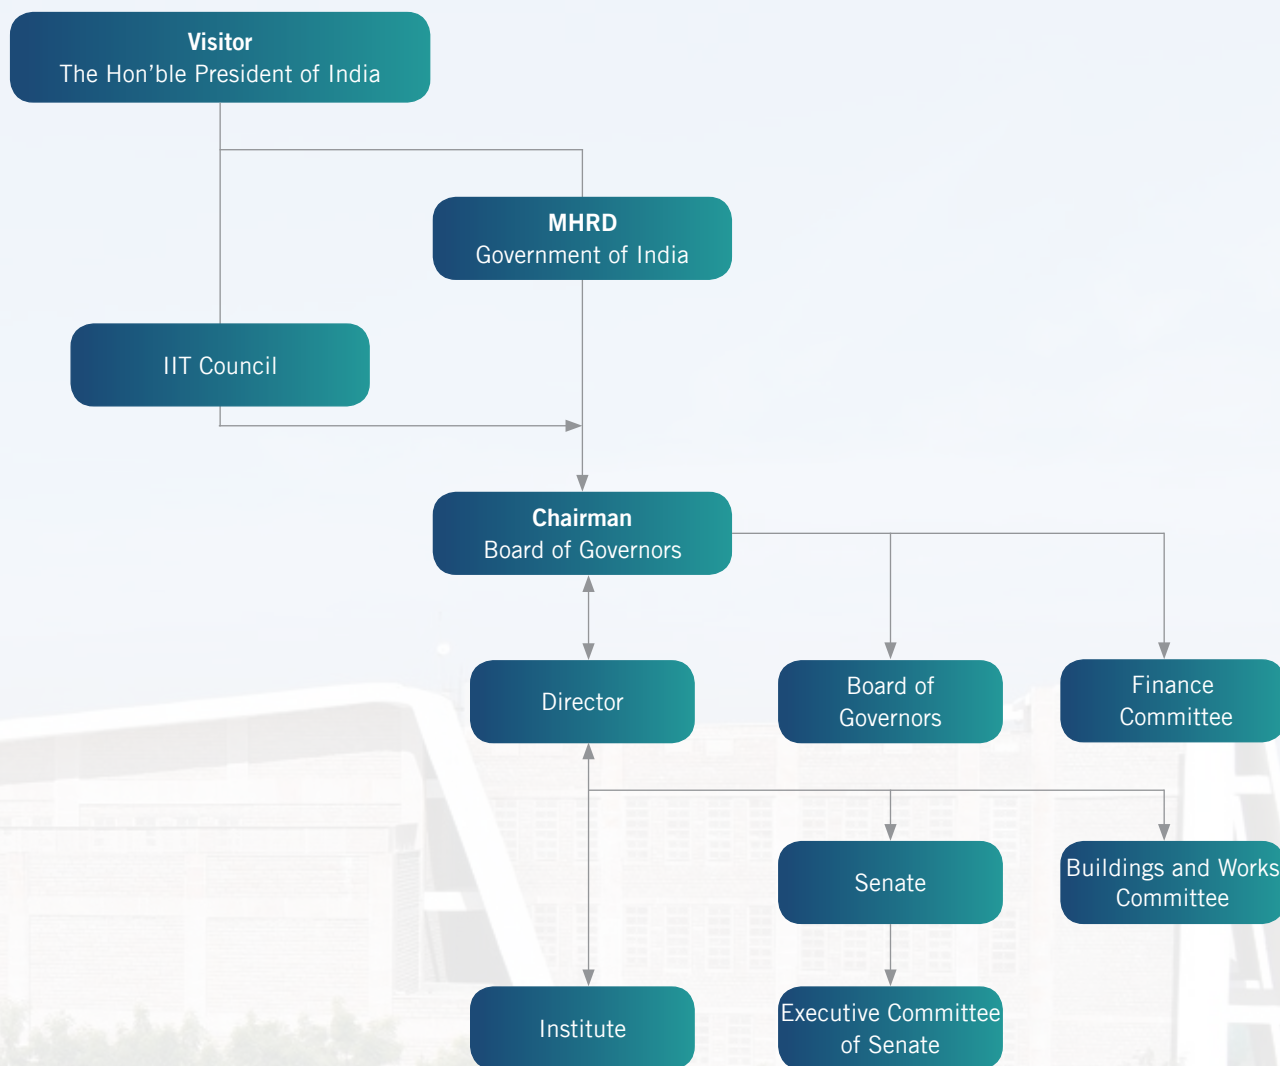 Visitor
The Hon'ble President of India
MHRD
Government of India
IIT Council
Chairman
Board of Governors
Director
Board of
Governors
Finance
Committee
Senate
Buildings and Works
Committee
Institute
Executive Committee
of Senate